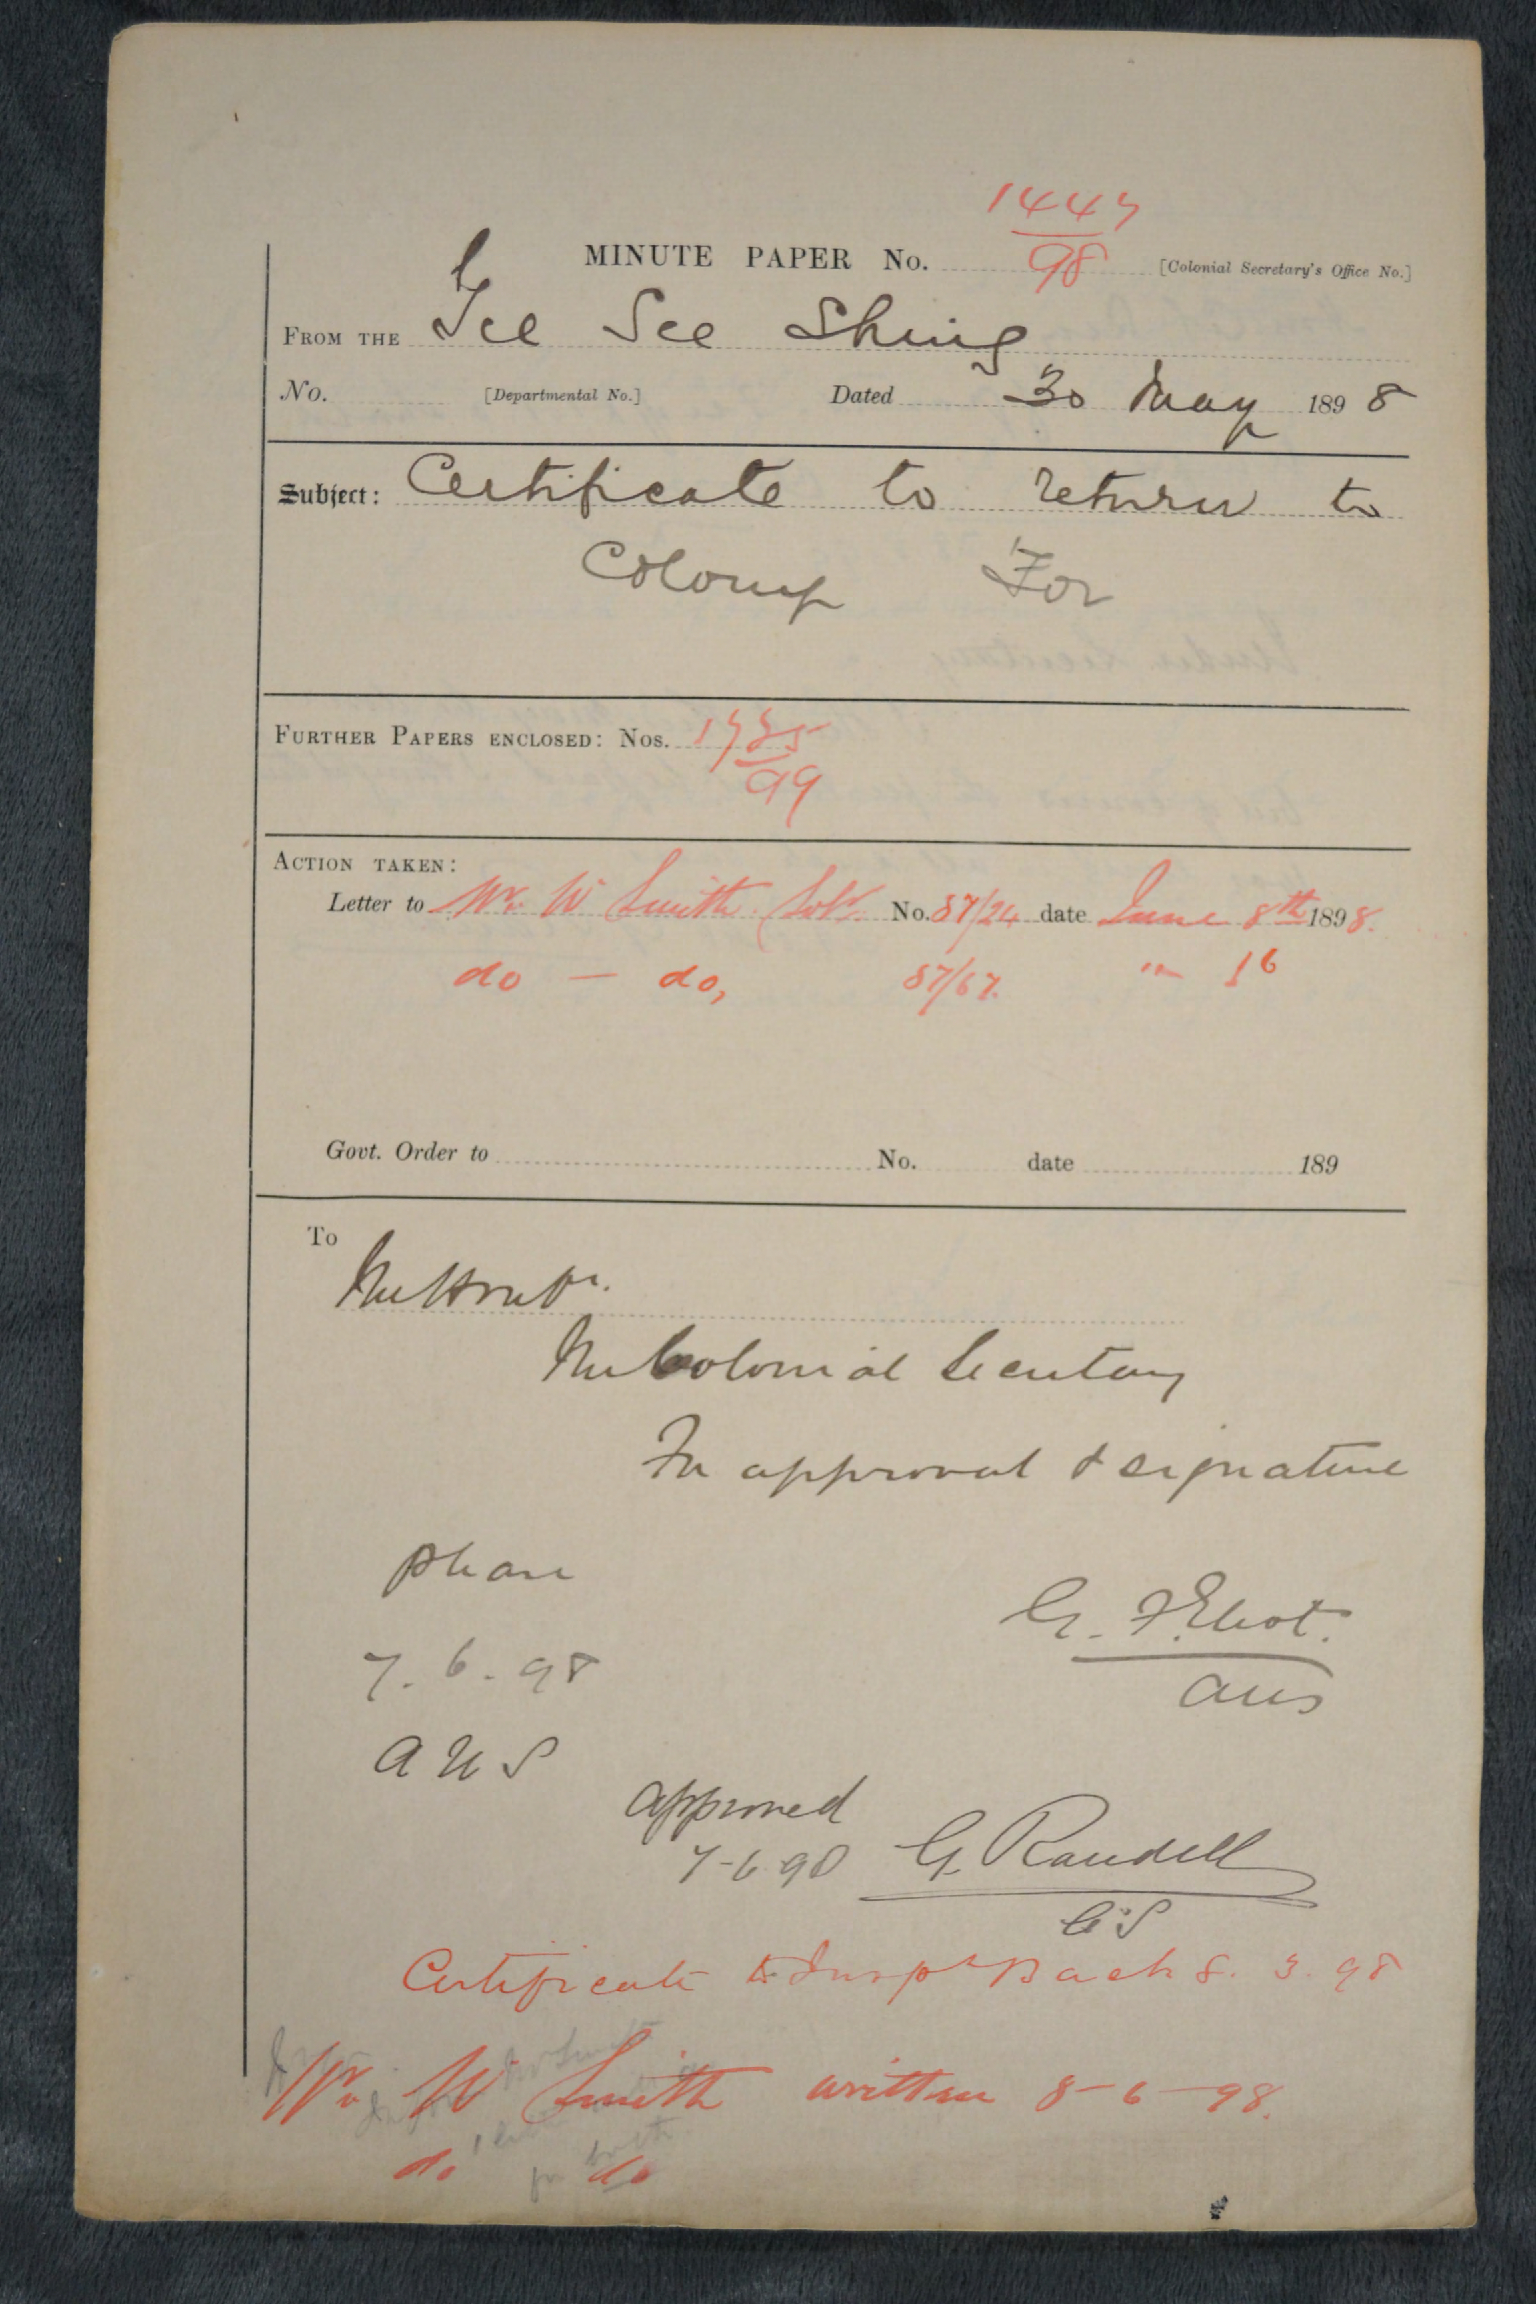 1447
98
MINUTE PAPER No. [Colonial Secretary's Office No.]
FROM THE Gee See Shing
No. [Departmental No.] Dated 30 May 1898
Subject: Certificate to return to
Colony For
FURTHER PAPERS ENCLOSED: Nos.
99
ACTION TAKEN:
Letter to Mr. W Smith Solr. No. 87/24 date June 8th 1898.
do — do, 87/67. " 16
Govt. Order to No. date 189
To
The Honble.
The Colonial Secretary
For approval & signature
please
G. F. Eliot.
AUS
7.6.98
AUS
approved
7-6-98 G. Randell
CS
Certificate to Inspr Back 8. 3. 98
Mr. W Smith written 8-6-98.
do do